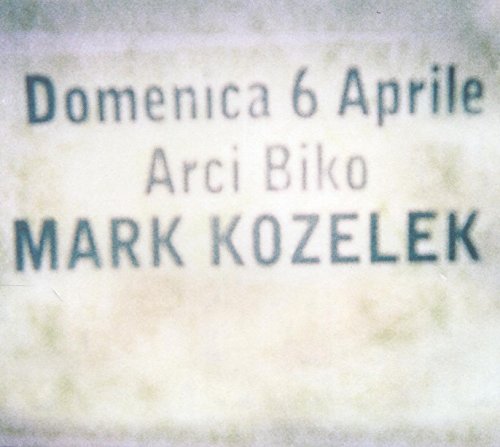 Domenica 6 Aprile
Arci Biko
MARK KOZELEK